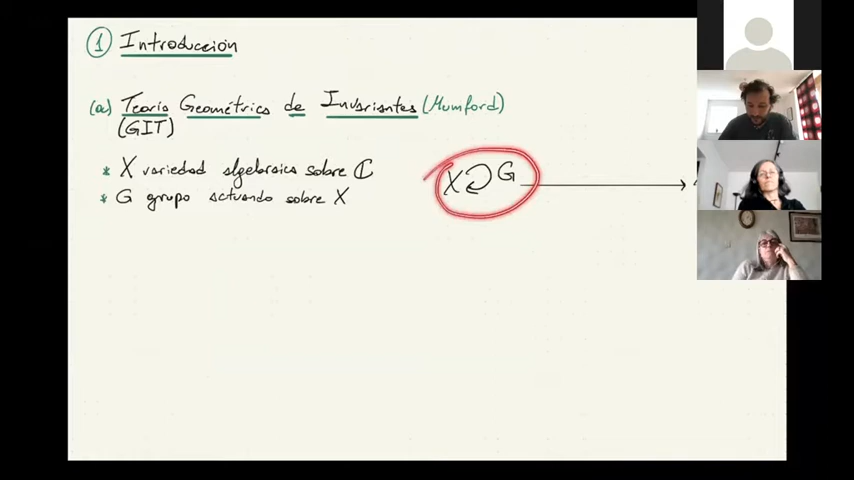 1 Introducción
(a) Teoría Geométrica de Invariantes (Mumford)
(GIT)
* X variedad algebraica sobre ℂ
* G grupo actuando sobre X
X G